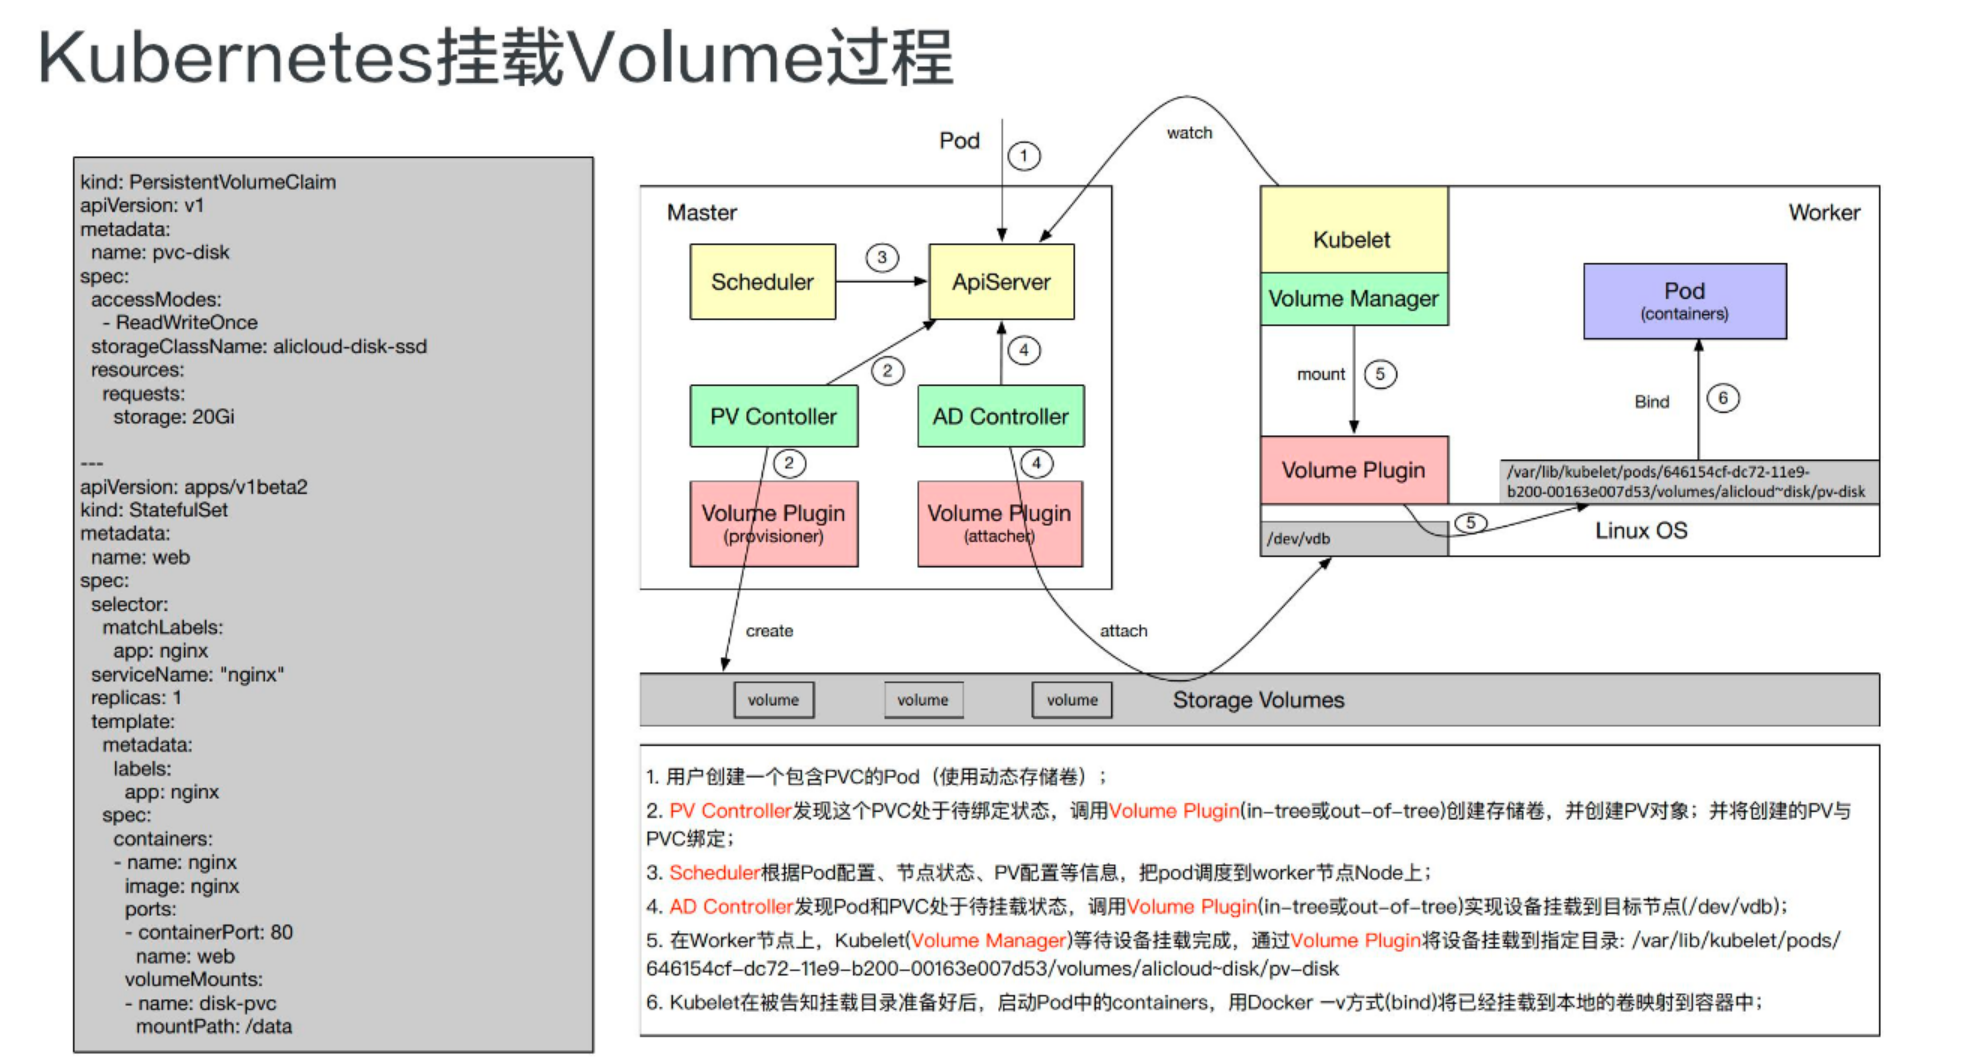 Kubernetes挂载Volume过程
kind: PersistentVolumeClaim
apiVersion: v1
metadata:
name: pvc-disk
spec:
accessModes:
- ReadWriteOnce
storageClassName: alicloud-disk-ssd
resources:
requests:
storage: 20Gi
---
apiVersion: apps/v1beta2
kind: StatefulSet
metadata:
name: web
spec:
selector:
matchLabels:
app: nginx
serviceName: "nginx"
replicas: 1
template:
metadata:
labels:
app: nginx
spec:
containers:
- name: nginx
image: nginx
ports:
- containerPort: 80
name: web
volumeMounts:
- name: disk-pvc
mountPath: /data
Pod
1
watch
Master
Scheduler
3
ApiServer
2
4
PV Contoller
AD Controller
2
4
Volume Plugin
(provisioner)
Volume Plugin
(attacher)
create
attach
Worker
Kubelet
Volume Manager
mount
5
Volume Plugin
5
/dev/vdb
Pod
(containers)
Bind
6
/var/lib/kubelet/pods/646154cf-dc72-11e9-
b200-00163e007d53/volumes/alicloud~disk/pv-disk
Linux OS
volume
volume
volume
Storage Volumes
1. 用户创建一个包含PVC的Pod（使用动态存储卷）；
2. PV Controller发现这个PVC处于待绑定状态，调用Volume Plugin(in-tree或out-of-tree)创建存储卷，并创建PV对象；并将创建的PV与
PVC绑定；
3. Scheduler根据Pod配置、节点状态、PV配置等信息，把pod调度到worker节点Node上；
4. AD Controller发现Pod和PVC处于待挂载状态，调用Volume Plugin(in-tree或out-of-tree)实现设备挂载到目标节点(/dev/vdb)；
5. 在Worker节点上，Kubelet(Volume Manager)等待设备挂载完成，通过Volume Plugin将设备挂载到指定目录: /var/lib/kubelet/pods/
646154cf-dc72-11e9-b200-00163e007d53/volumes/alicloud~disk/pv-disk
6. Kubelet在被告知挂载目录准备好后，启动Pod中的containers，用Docker —v方式(bind)将已经挂载到本地的卷映射到容器中；